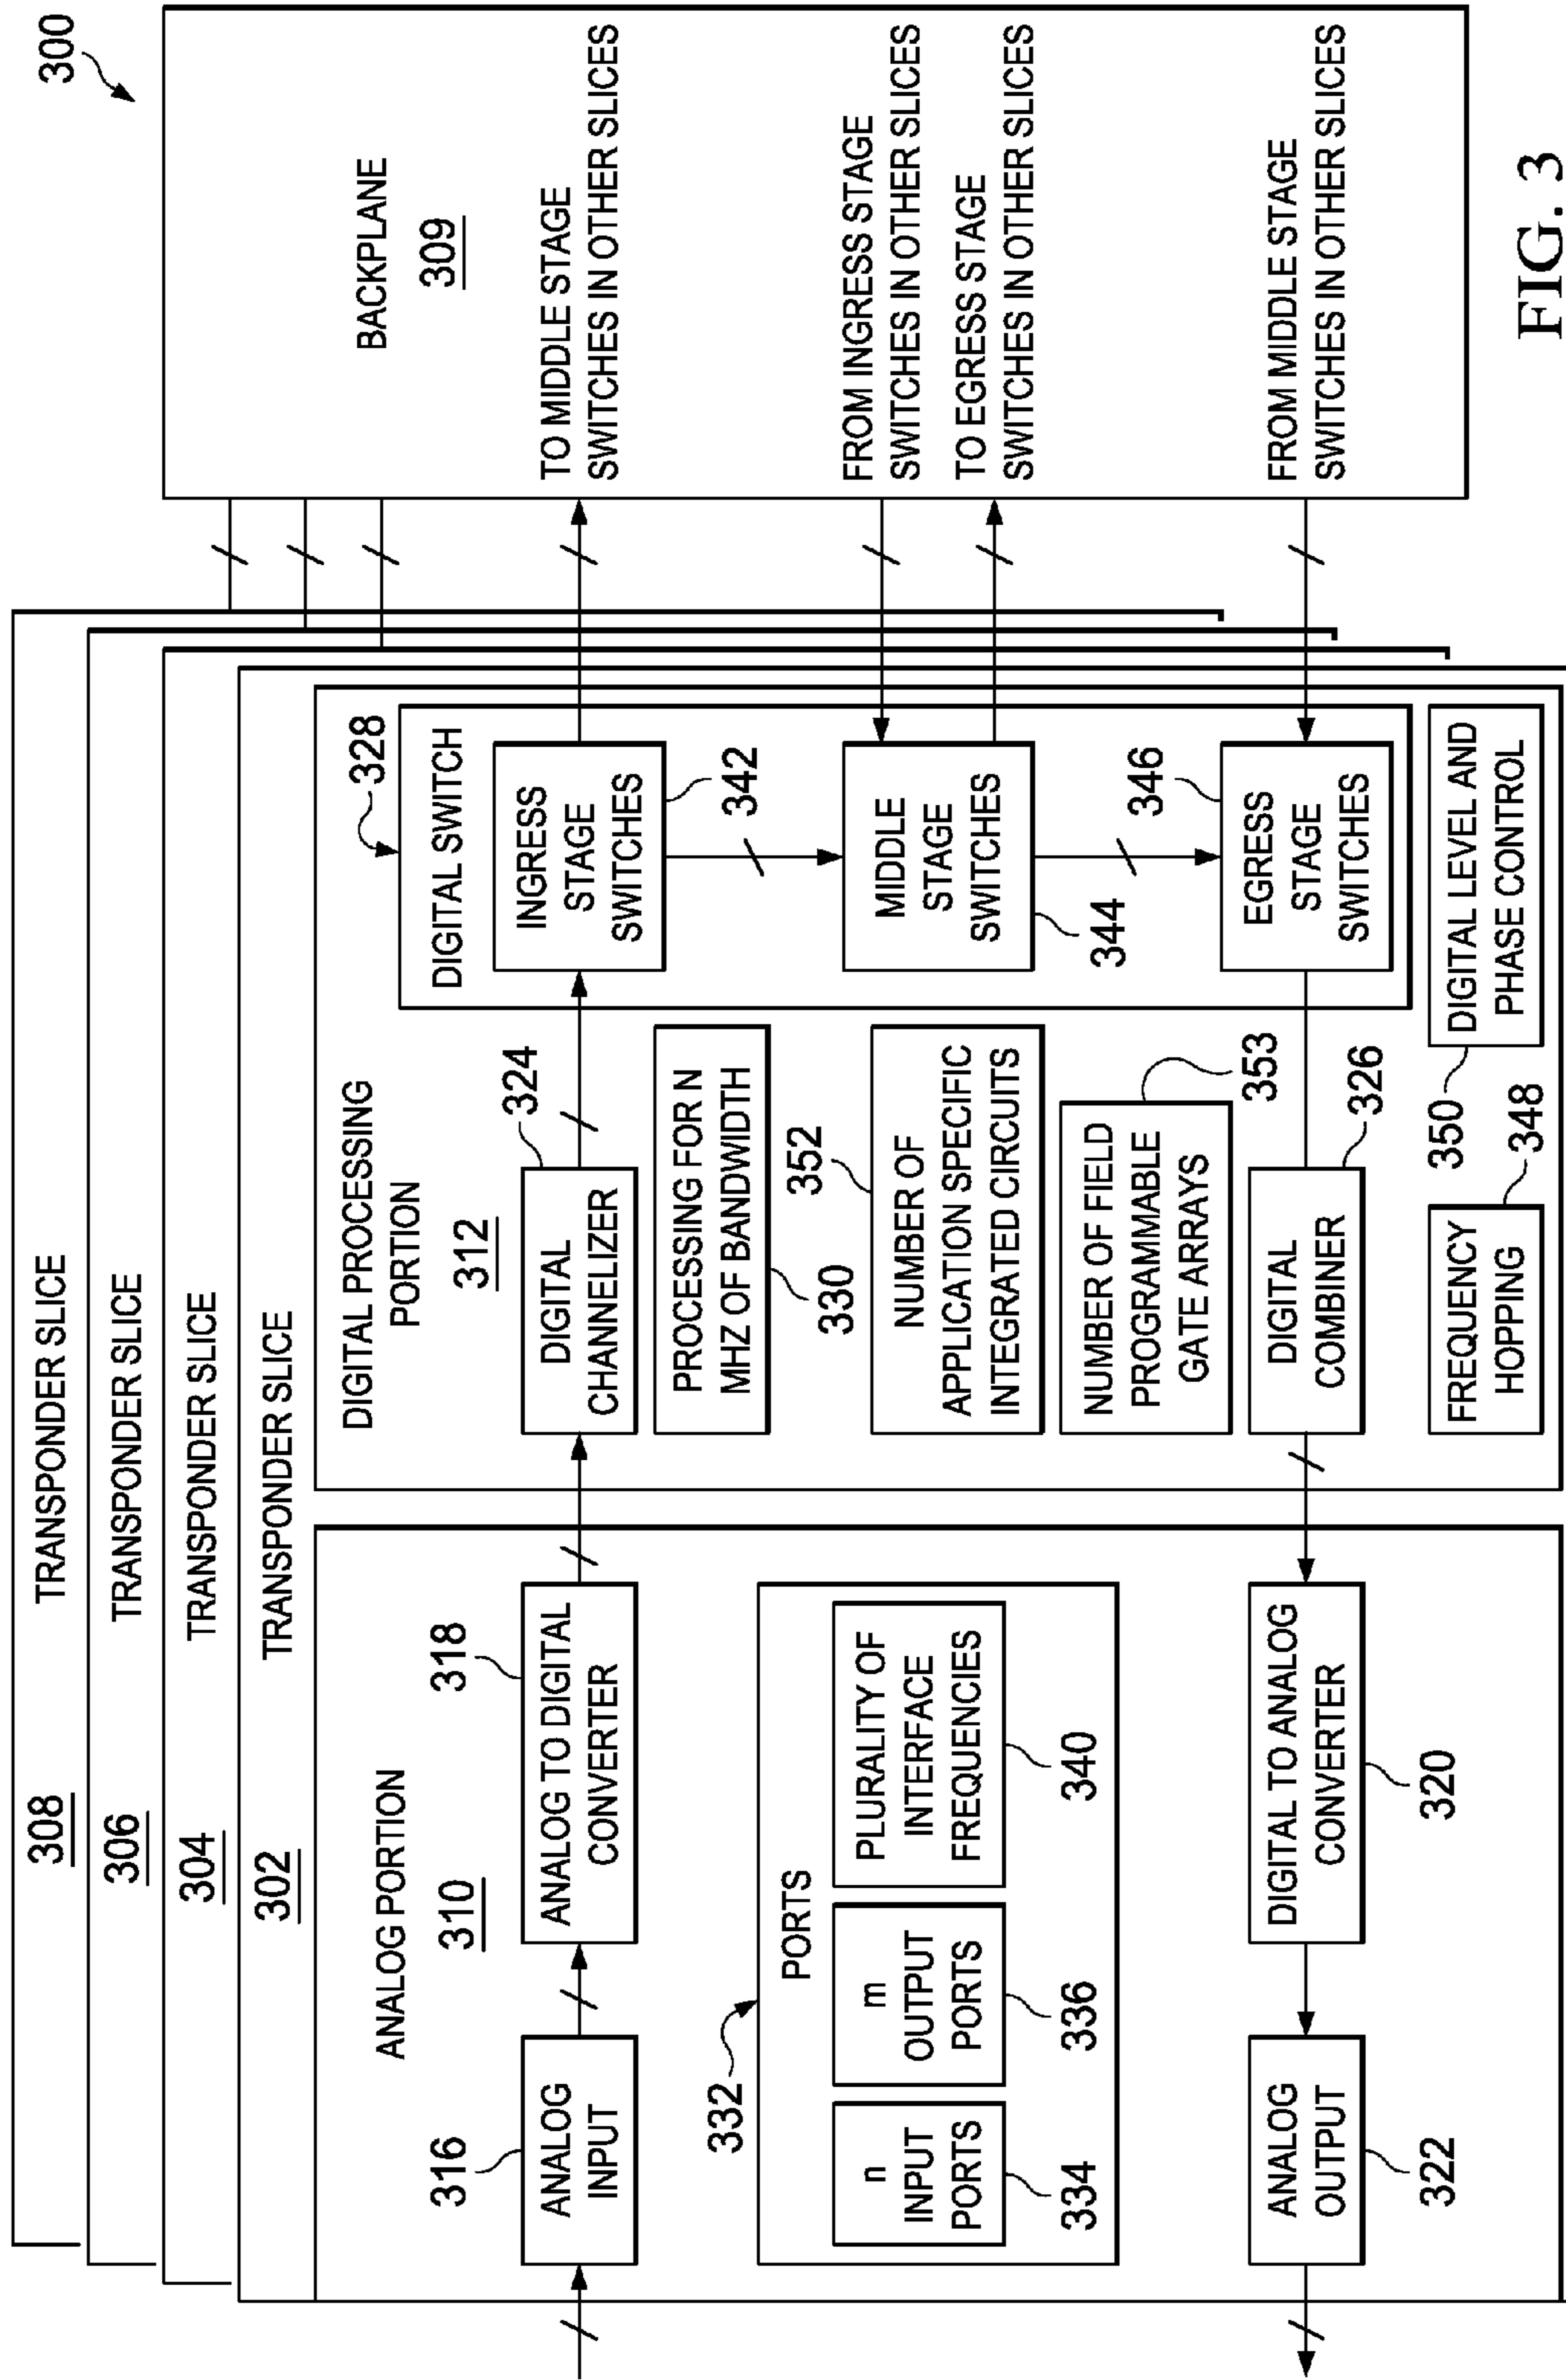 300
TRANSPONDER SLICE
308
TRANSPONDER SLICE
306
TRANSPONDER SLICE
304
TRANSPONDER SLICE
302
ANALOG PORTION
310
316
ANALOG
INPUT
318
ANALOG TO DIGITAL
CONVERTER
332
PORTS
n
INPUT
PORTS
334
m
OUTPUT
PORTS
336
PLURALITY OF
INTERFACE
FREQUENCIES
340
ANALOG
OUTPUT
322
DIGITAL TO ANALOG
CONVERTER
320
DIGITAL PROCESSING
PORTION
312
324
DIGITAL
CHANNELIZER
PROCESSING FOR N
MHZ OF BANDWIDTH
330
352
NUMBER OF
APPLICATION SPECIFIC
INTEGRATED CIRCUITS
NUMBER OF FIELD
PROGRAMMABLE
GATE ARRAYS
353
DIGITAL
COMBINER
326
FREQUENCY
HOPPING
348
350
DIGITAL LEVEL AND
PHASE CONTROL
328
DIGITAL SWITCH
INGRESS
STAGE
SWITCHES
342
MIDDLE
STAGE
SWITCHES
344
346
EGRESS
STAGE
SWITCHES
BACKPLANE
309
TO MIDDLE STAGE
SWITCHES IN OTHER SLICES
FROM INGRESS STAGE
SWITCHES IN OTHER SLICES
TO EGRESS STAGE
SWITCHES IN OTHER SLICES
FROM MIDDLE STAGE
SWITCHES IN OTHER SLICES
FIG. 3